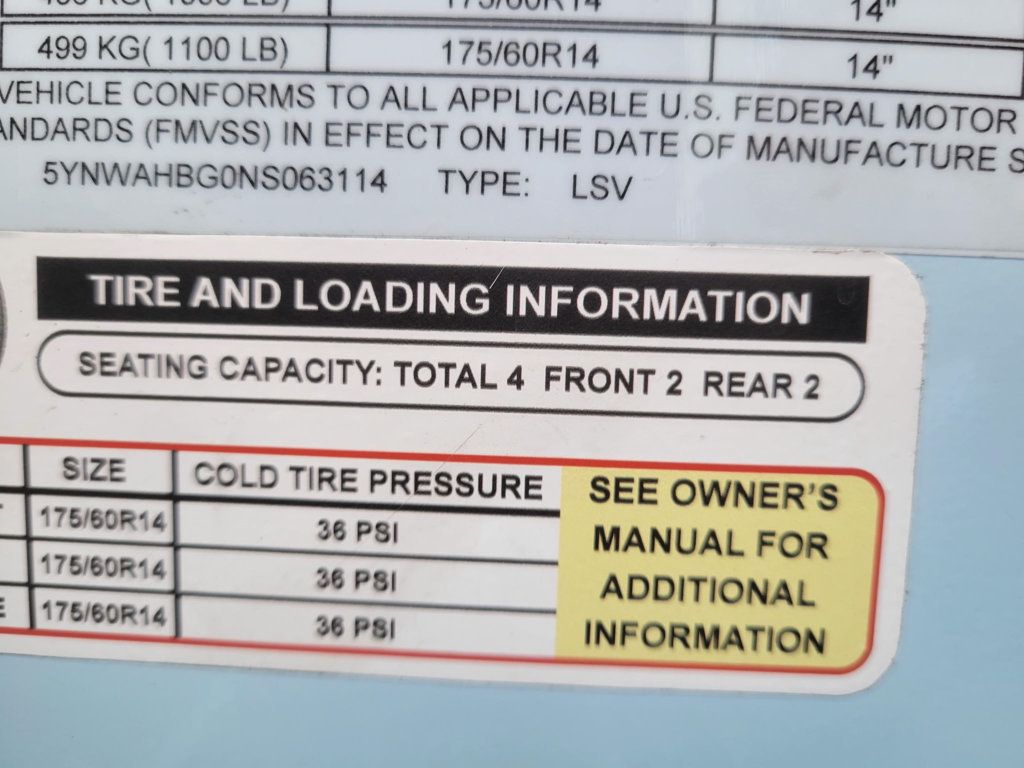 175/60R14 14"
499 KG( 1100 LB) 175/60R14 14"
VEHICLE CONFORMS TO ALL APPLICABLE U.S. FEDERAL MOTOR
ANDARDS (FMVSS) IN EFFECT ON THE DATE OF MANUFACTURE S
5YNWAHBG0NS063114 TYPE: LSV
TIRE AND LOADING INFORMATION
SEATING CAPACITY: TOTAL 4 FRONT 2 REAR 2
SIZE COLD TIRE PRESSURE
175/60R14 36 PSI
175/60R14 36 PSI
E 175/60R14 36 PSI
SEE OWNER'S
MANUAL FOR
ADDITIONAL
INFORMATION